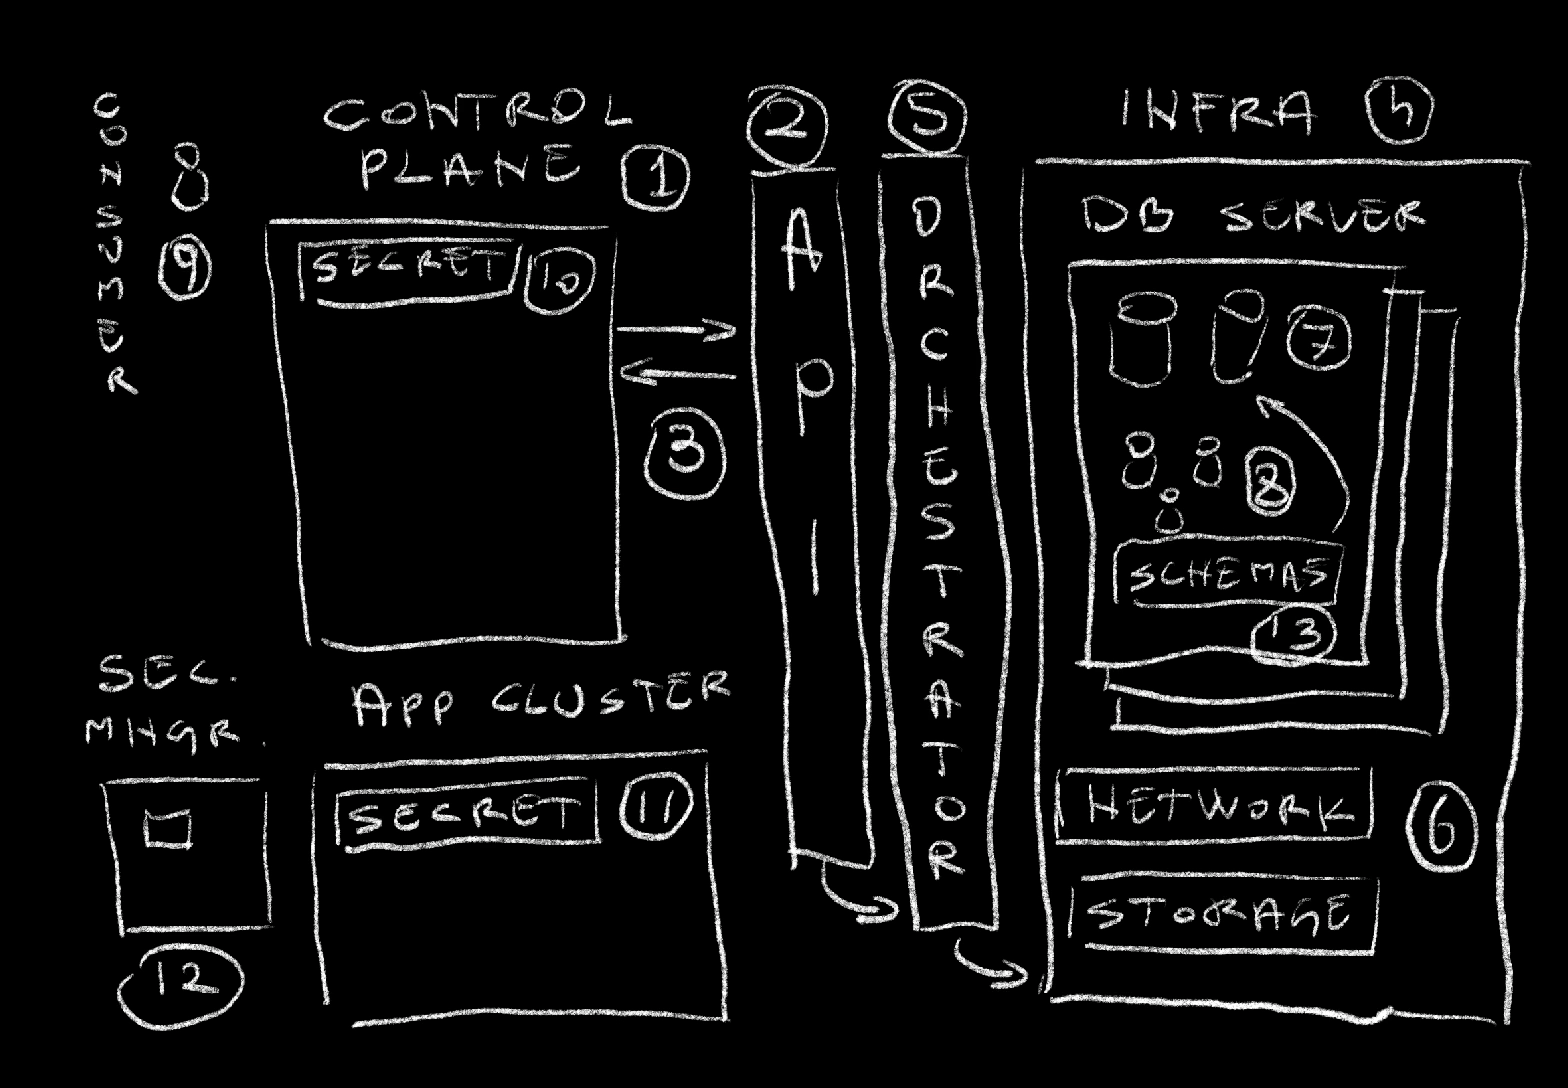 CONSUMER
9
CONTROL
PLANE 1
SECRET 10
3
2
API
5
ORCHESTRATOR
INFRA 4
DB SERVER
7
8
SCHEMAS
13
NETWORK
6
STORAGE
SEC.
MNGR.
12
APP CLUSTER
SECRET 11